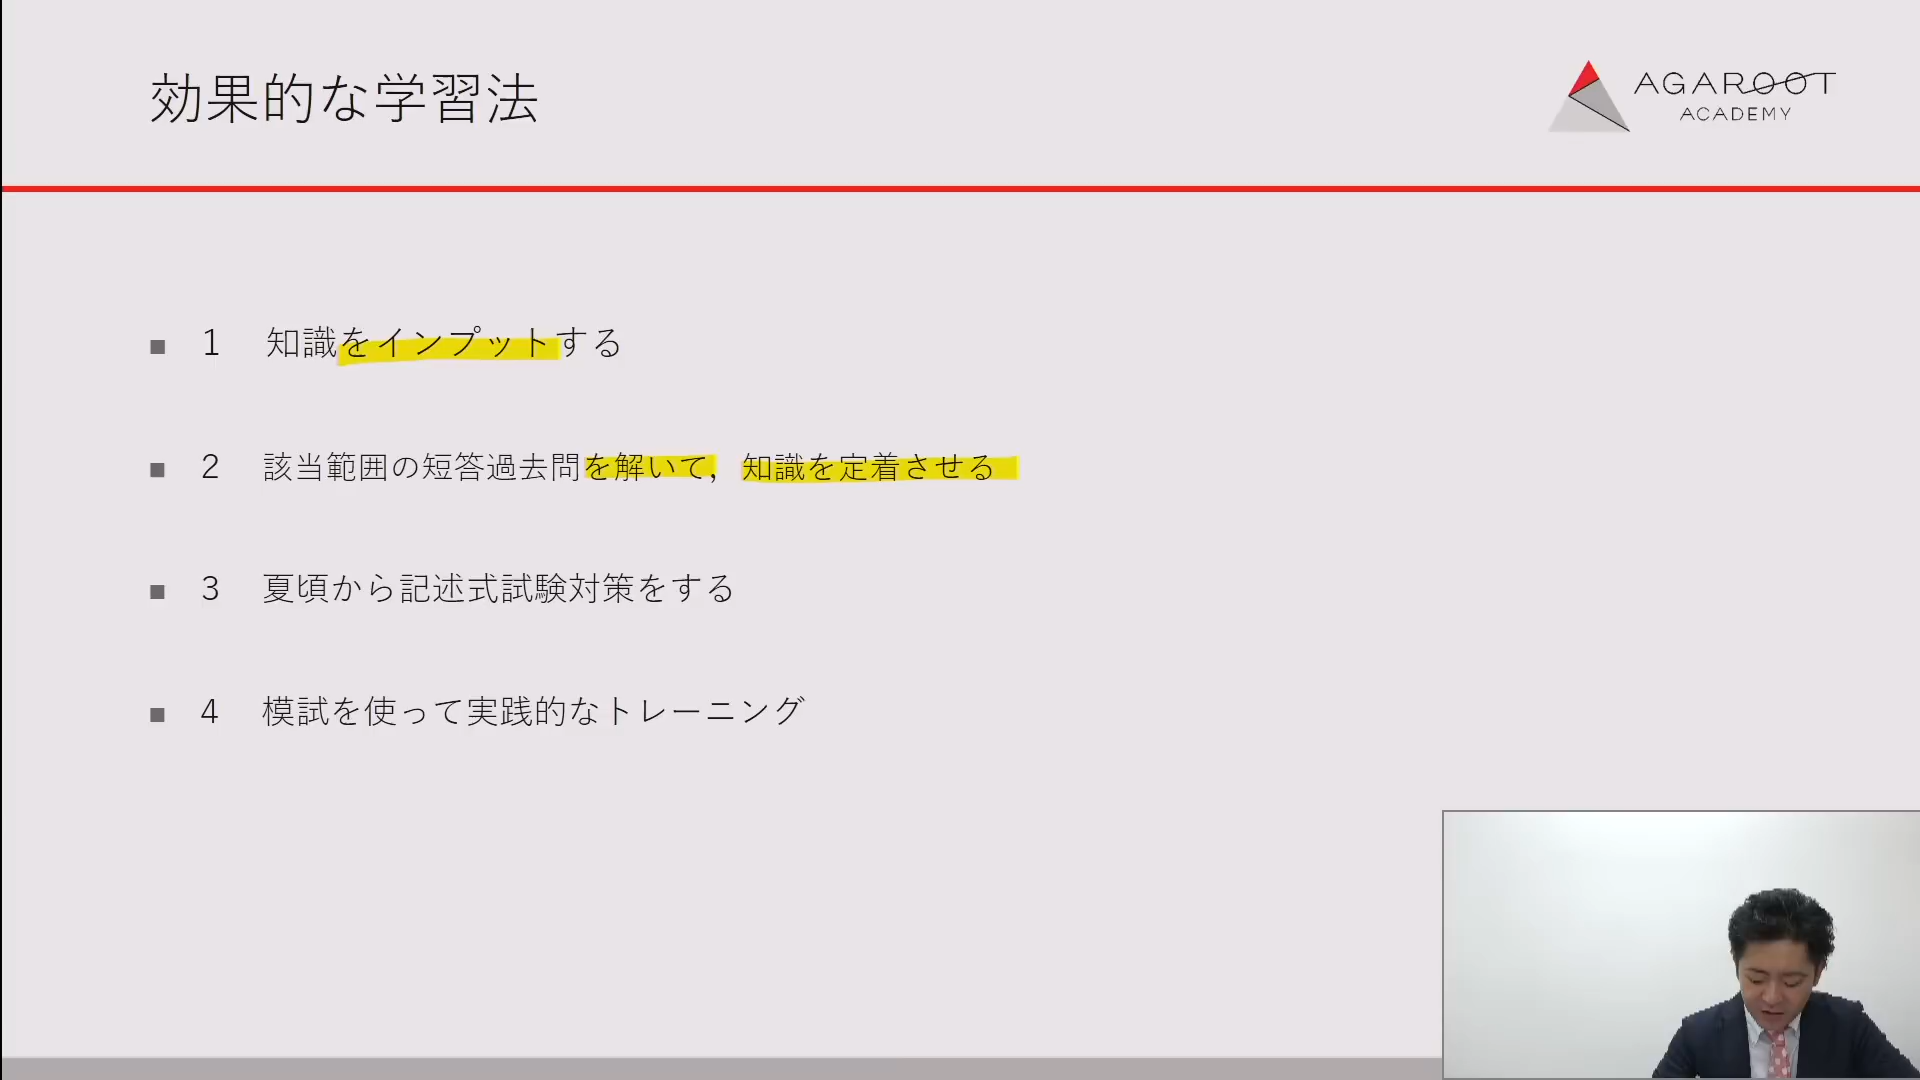 効果的な学習法
AGAROOT
ACADEMY
■ 1 知識をインプットする
■ 2 該当範囲の短答過去問を解いて，知識を定着させる
■ 3 夏頃から記述式試験対策をする
■ 4 模試を使って実践的なトレーニング